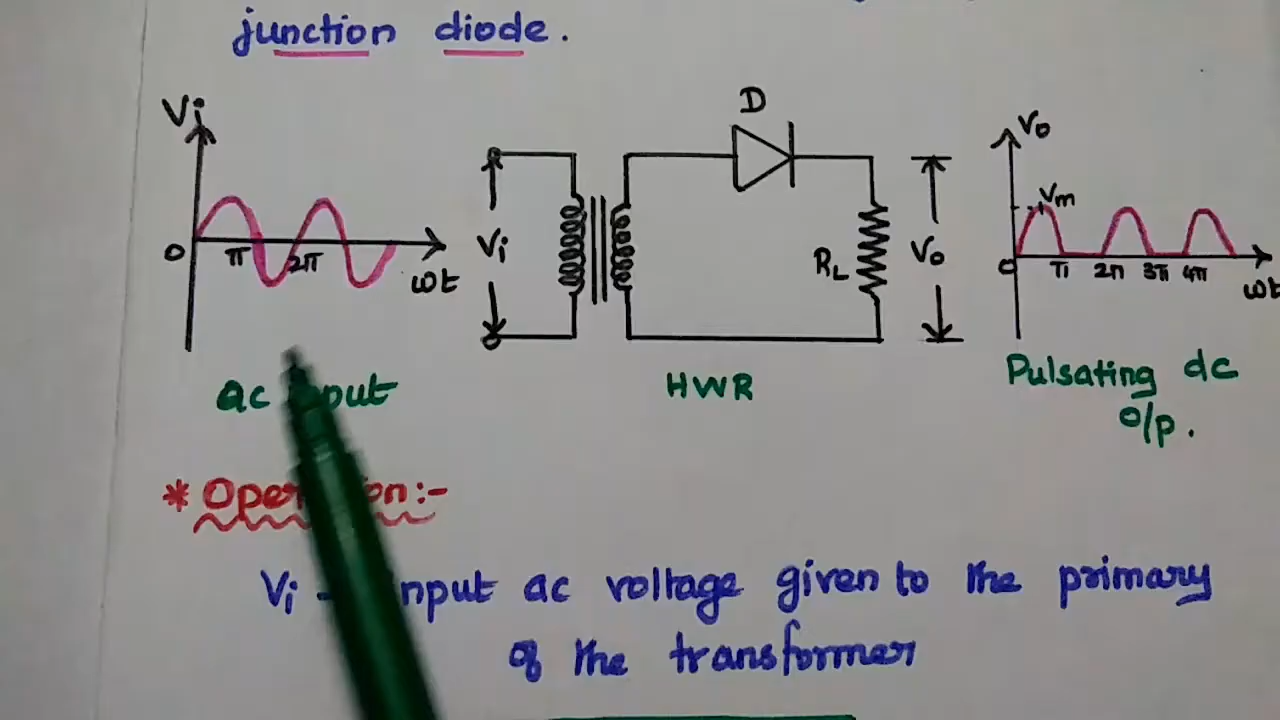 junction diode.
Vi
0
π
2π
ωt
ac
Vi
D
RL
Vo
HWR
Vo
Vm
0
π
2π
3π
4π
ωt
Pulsating dc
o/p.
Vi - input ac voltage given to the primary
of the transformer